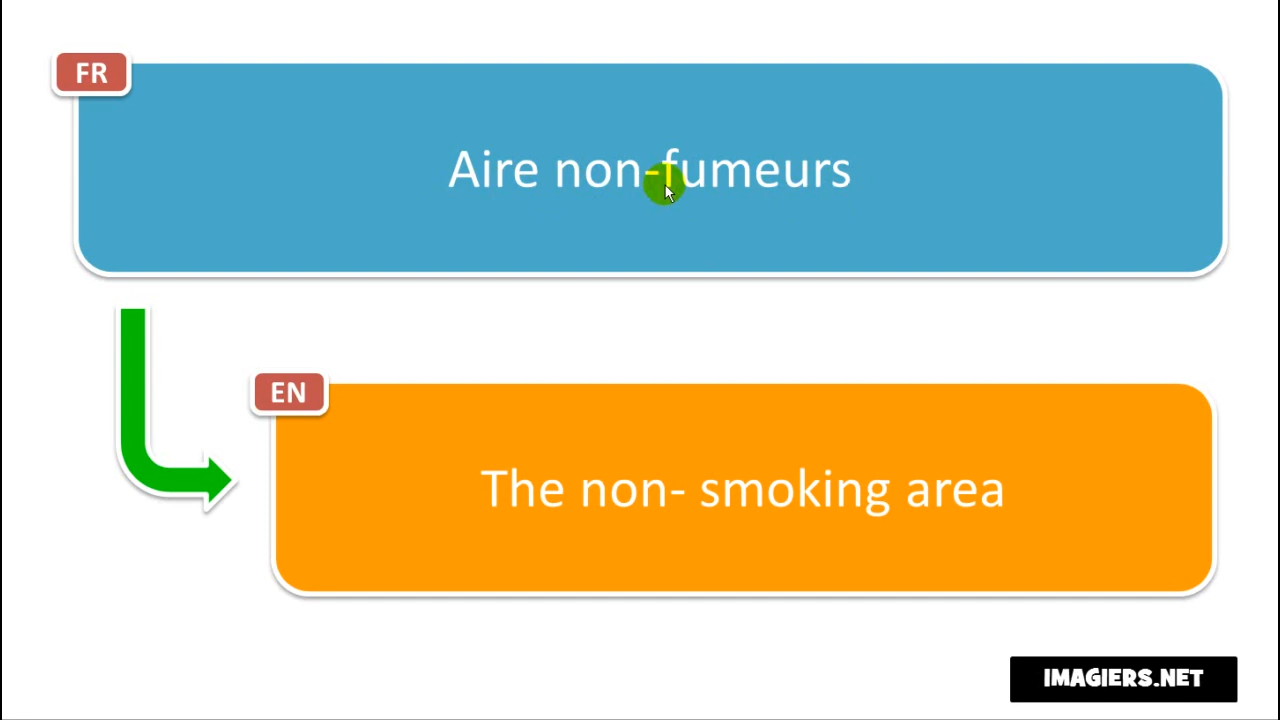 FR
Aire non-fumeurs
EN
The non- smoking area
IMAGIERS.NET